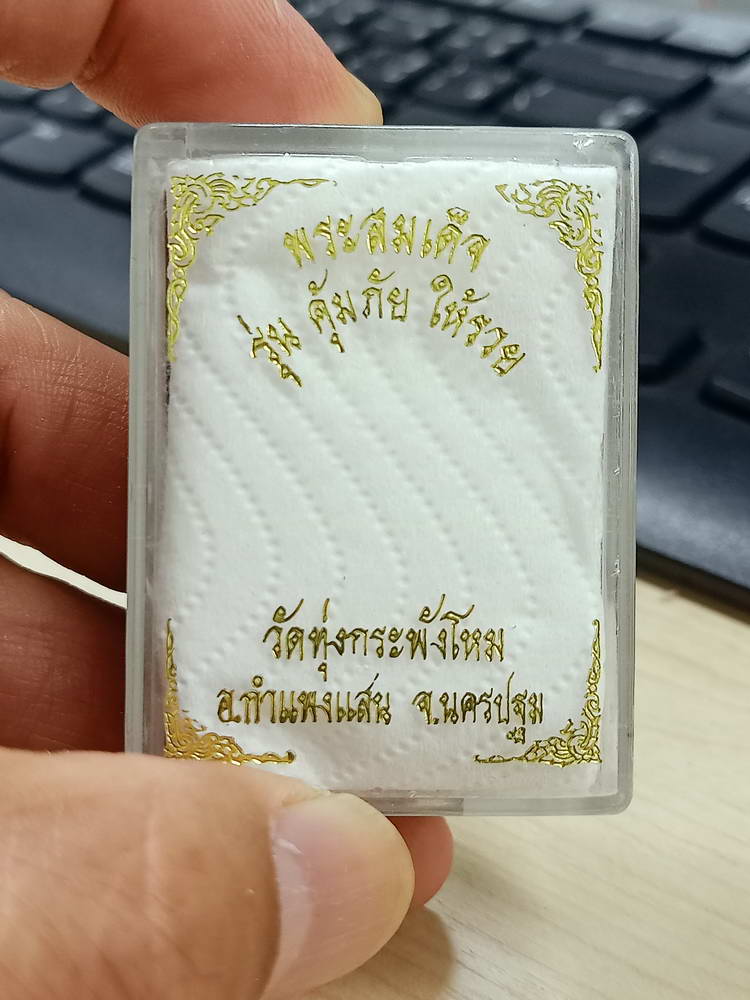 พระสมเด็จ
รุ่น คุ้มภัย ให้รวย
วัดทุ่งกระพังโหม
อ.กำแพงแสน จ.นครปฐม